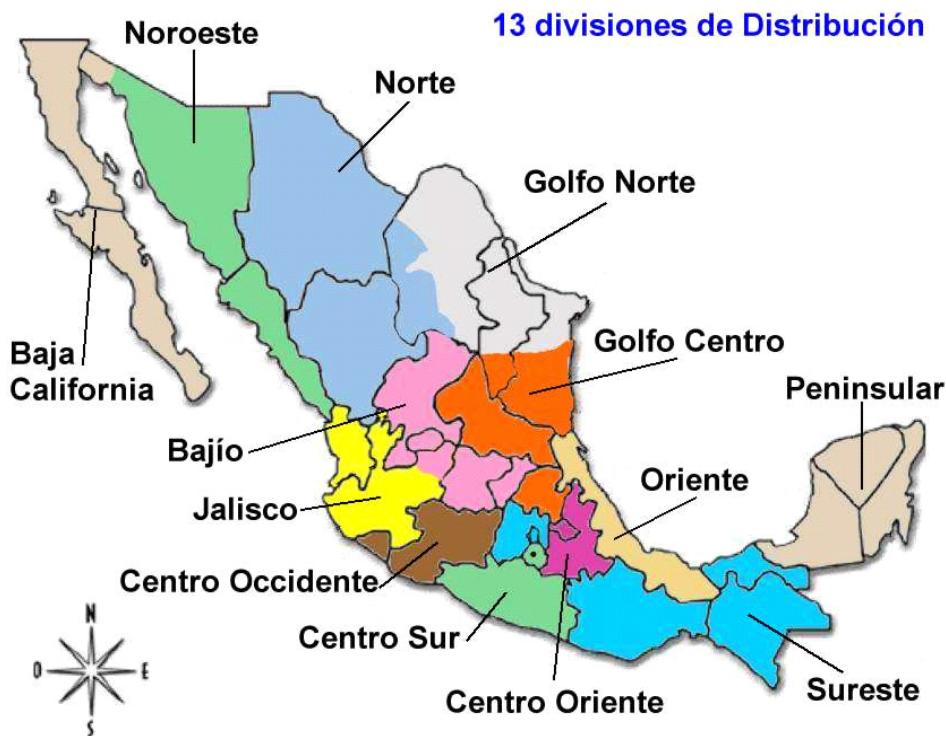 13 divisiones de Distribución
Noroeste
Norte
Golfo Norte
Baja
California
Golfo Centro
Peninsular
Bajío
Oriente
Jalisco
Centro Occidente
Centro Sur
Centro Oriente
Sureste
N
O
E
S